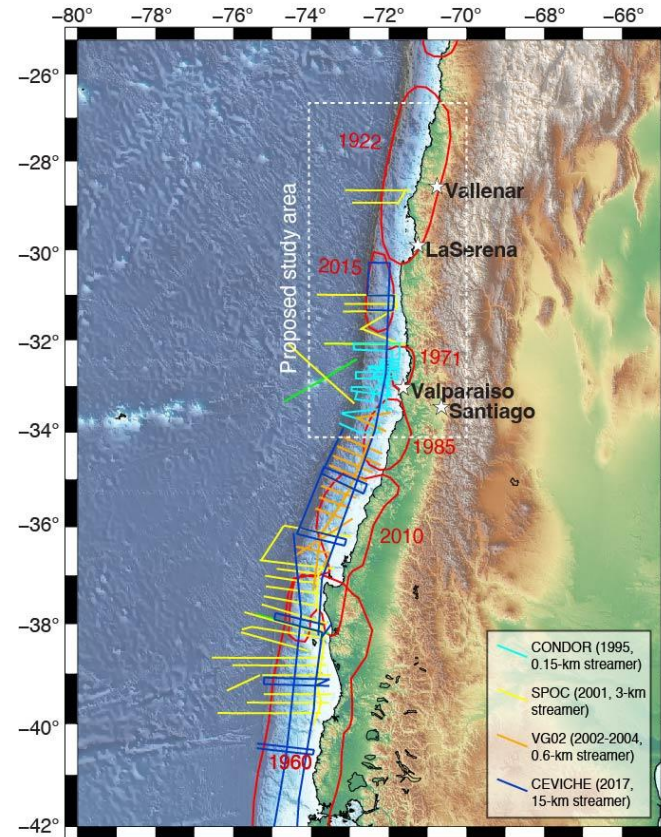 −80°
−78°
−76°
−74°
−72°
−70°
−68°
−66°
−26°
−28°
−30°
−32°
−34°
−36°
−38°
−40°
−42°
Proposed study area
1922
Vallenar
LaSerena
2015
1971
Valparaiso
Santiago
1985
2010
1960
CONDOR (1995,
0.15-km streamer)
SPOC (2001, 3-km
streamer)
VG02 (2002-2004,
0.6-km streamer)
CEVICHE (2017,
15-km streamer)